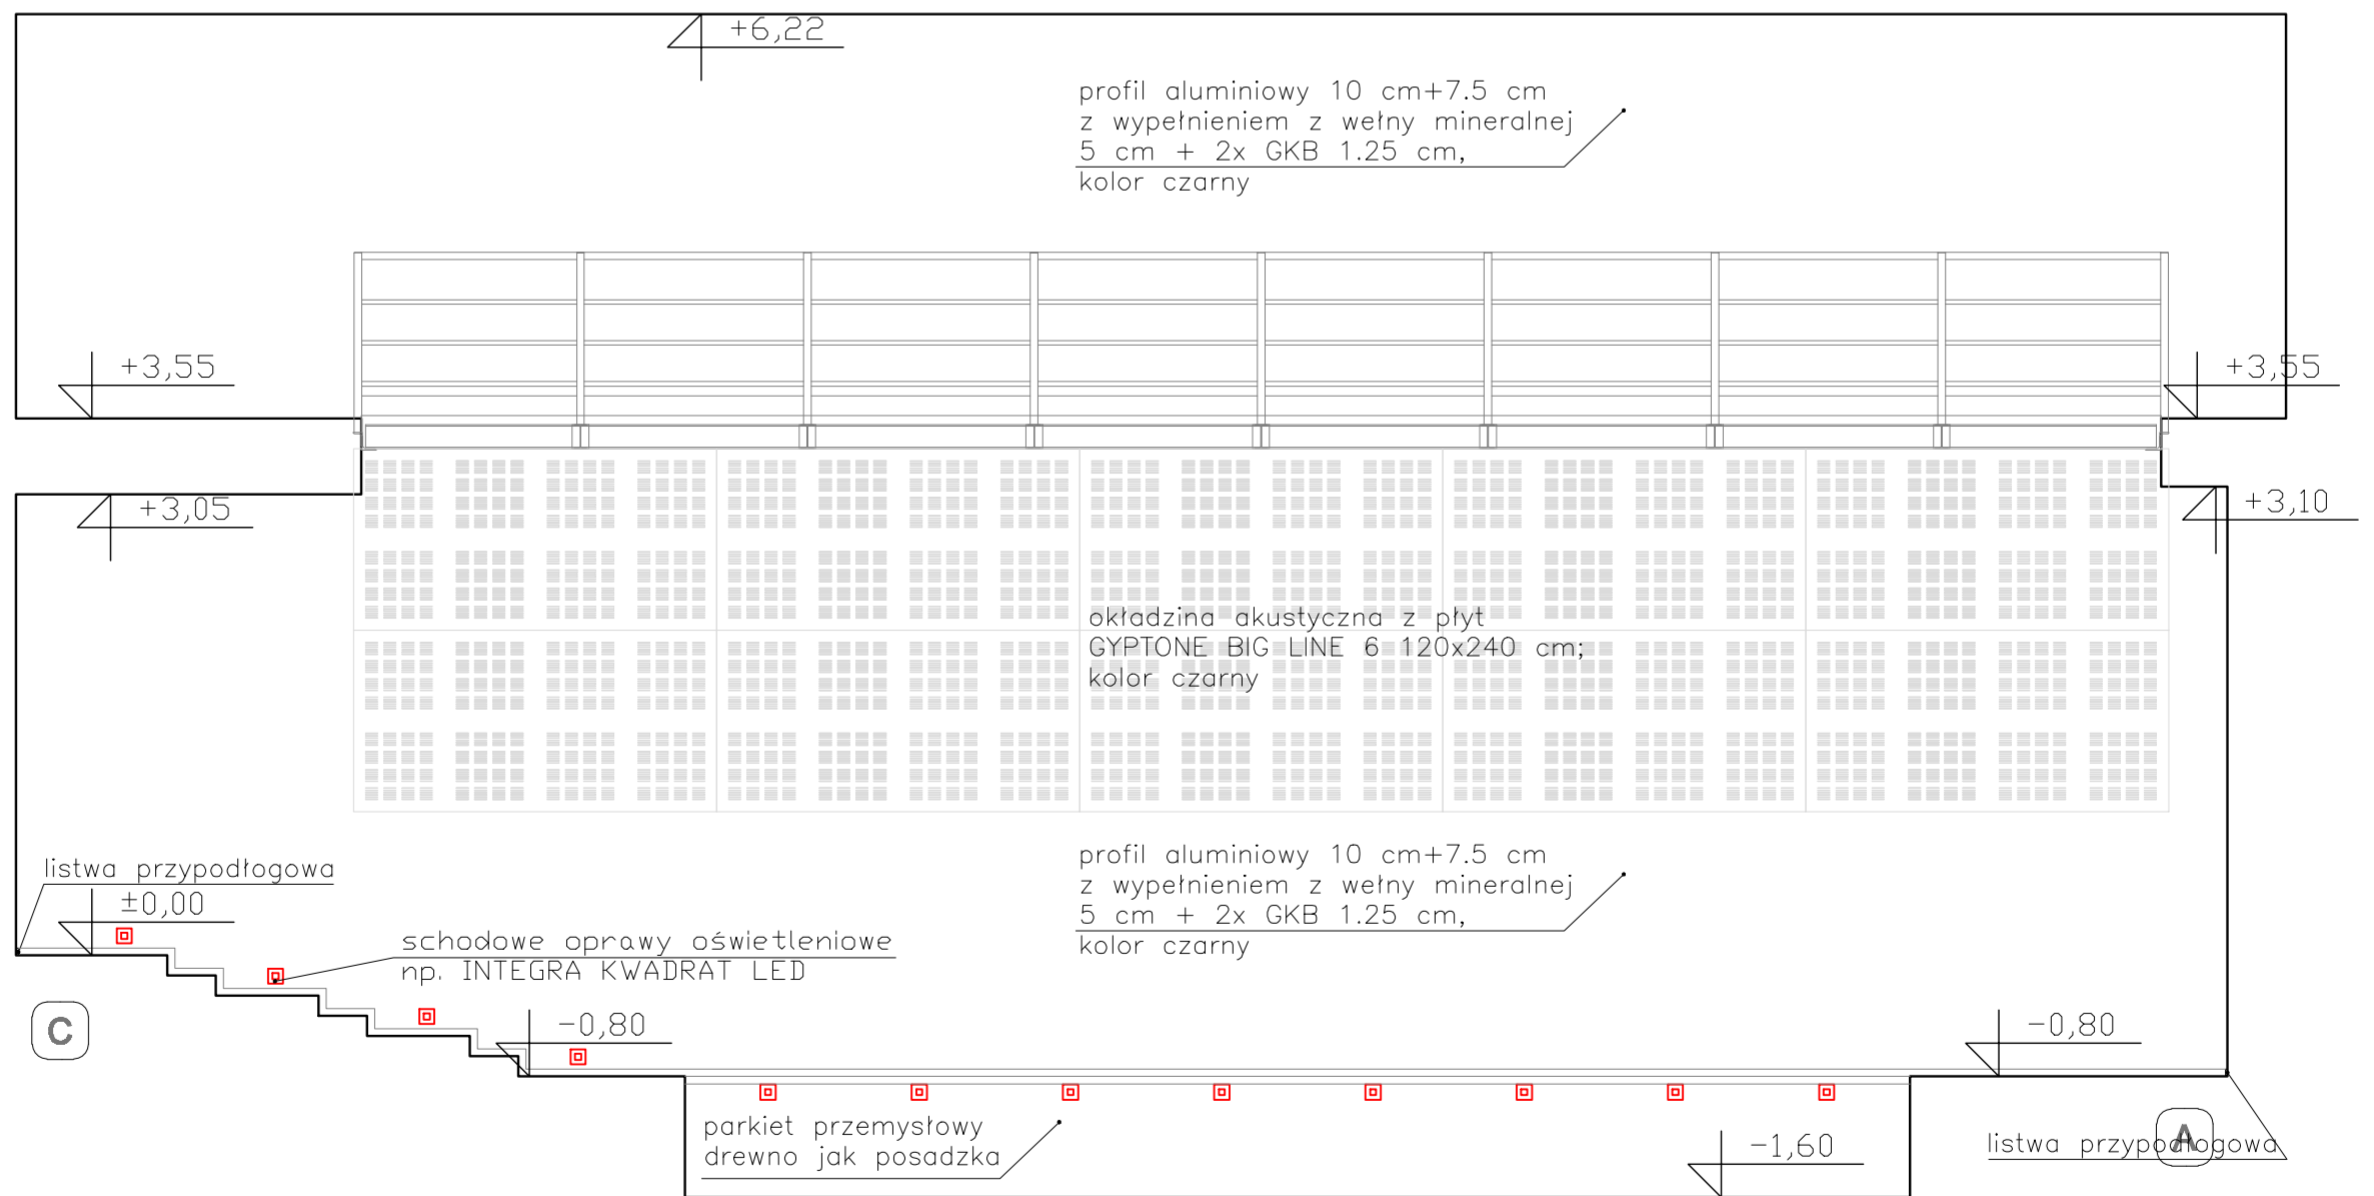 +6,22
profil aluminiowy 10 cm+7.5 cm
z wypełnieniem z wełny mineralnej
5 cm + 2x GKB 1.25 cm,
kolor czarny
+3,55
+3,55
+3,05
+3,10
okładzina akustyczna z płyt
GYPTONE BIG LINE 6 120x240 cm;
kolor czarny
profil aluminiowy 10 cm+7.5 cm
z wypełnieniem z wełny mineralnej
5 cm + 2x GKB 1.25 cm,
kolor czarny
listwa przypodłogowa
±0,00
schodowe oprawy oświetleniowe
np. INTEGRA KWADRAT LED
C
-0,80
-0,80
parkiet przemysłowy
drewno jak posadzka
-1,60
A
listwa przypodłogowa